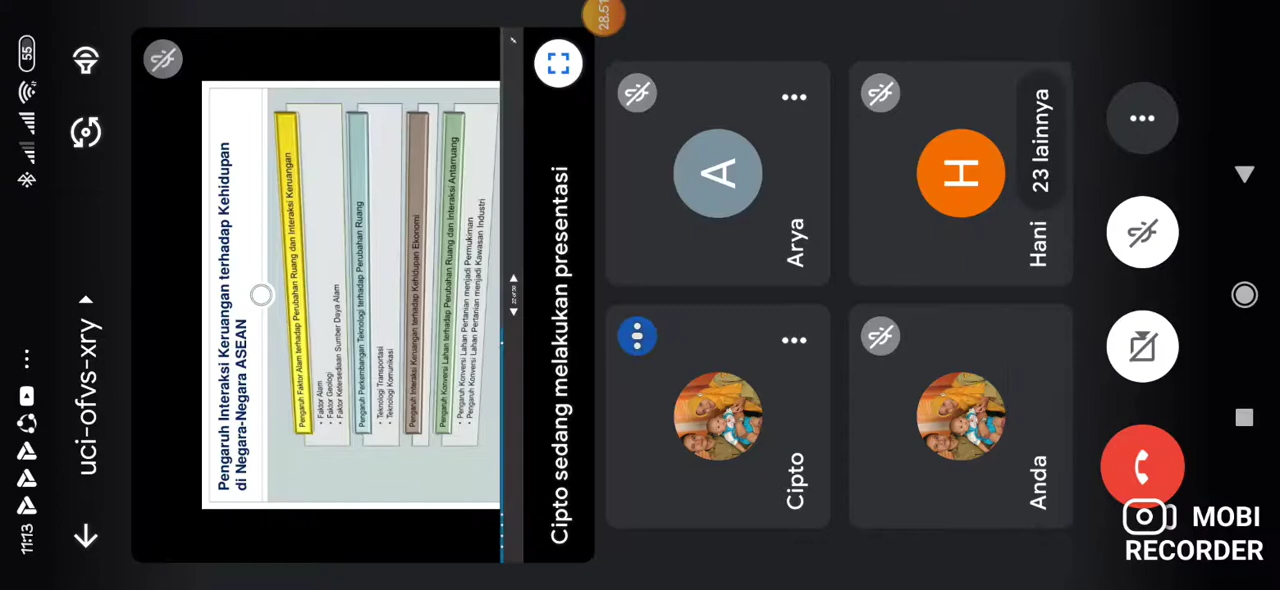 11:13
55
uci-ofvs-xry
Pengaruh Interaksi Keruangan terhadap Kehidupan
di Negara-Negara ASEAN
Pengaruh Faktor Alam terhadap Perubahan Ruang dan Interaksi Keruangan
• Faktor Alam
• Faktor Geologi
• Faktor Ketersediaan Sumber Daya Alam
Pengaruh Perkembangan Teknologi terhadap Perubahan Ruang
• Teknologi Transportasi
• Teknologi Komunikasi
Pengaruh Interaksi Keruangan terhadap Kehidupan Ekonomi
Pengaruh Konversi Lahan terhadap Perubahan Ruang dan Interaksi Antarruang
• Pengaruh Konversi Lahan Pertanian menjadi Permukiman
• Pengaruh Konversi Lahan Pertanian menjadi Kawasan Industri
Cipto sedang melakukan presentasi
28.51
Cipto
A
Arya
Anda
H
Hani
23 lainnya
MOBI
RECORDER